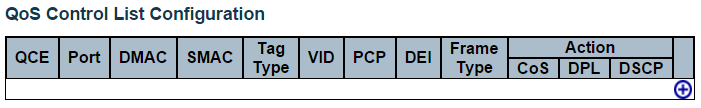 QoS Control List Configuration
QCE Port DMAC SMAC Tag Type VID PCP DEI Frame Type Action
CoS DPL DSCP